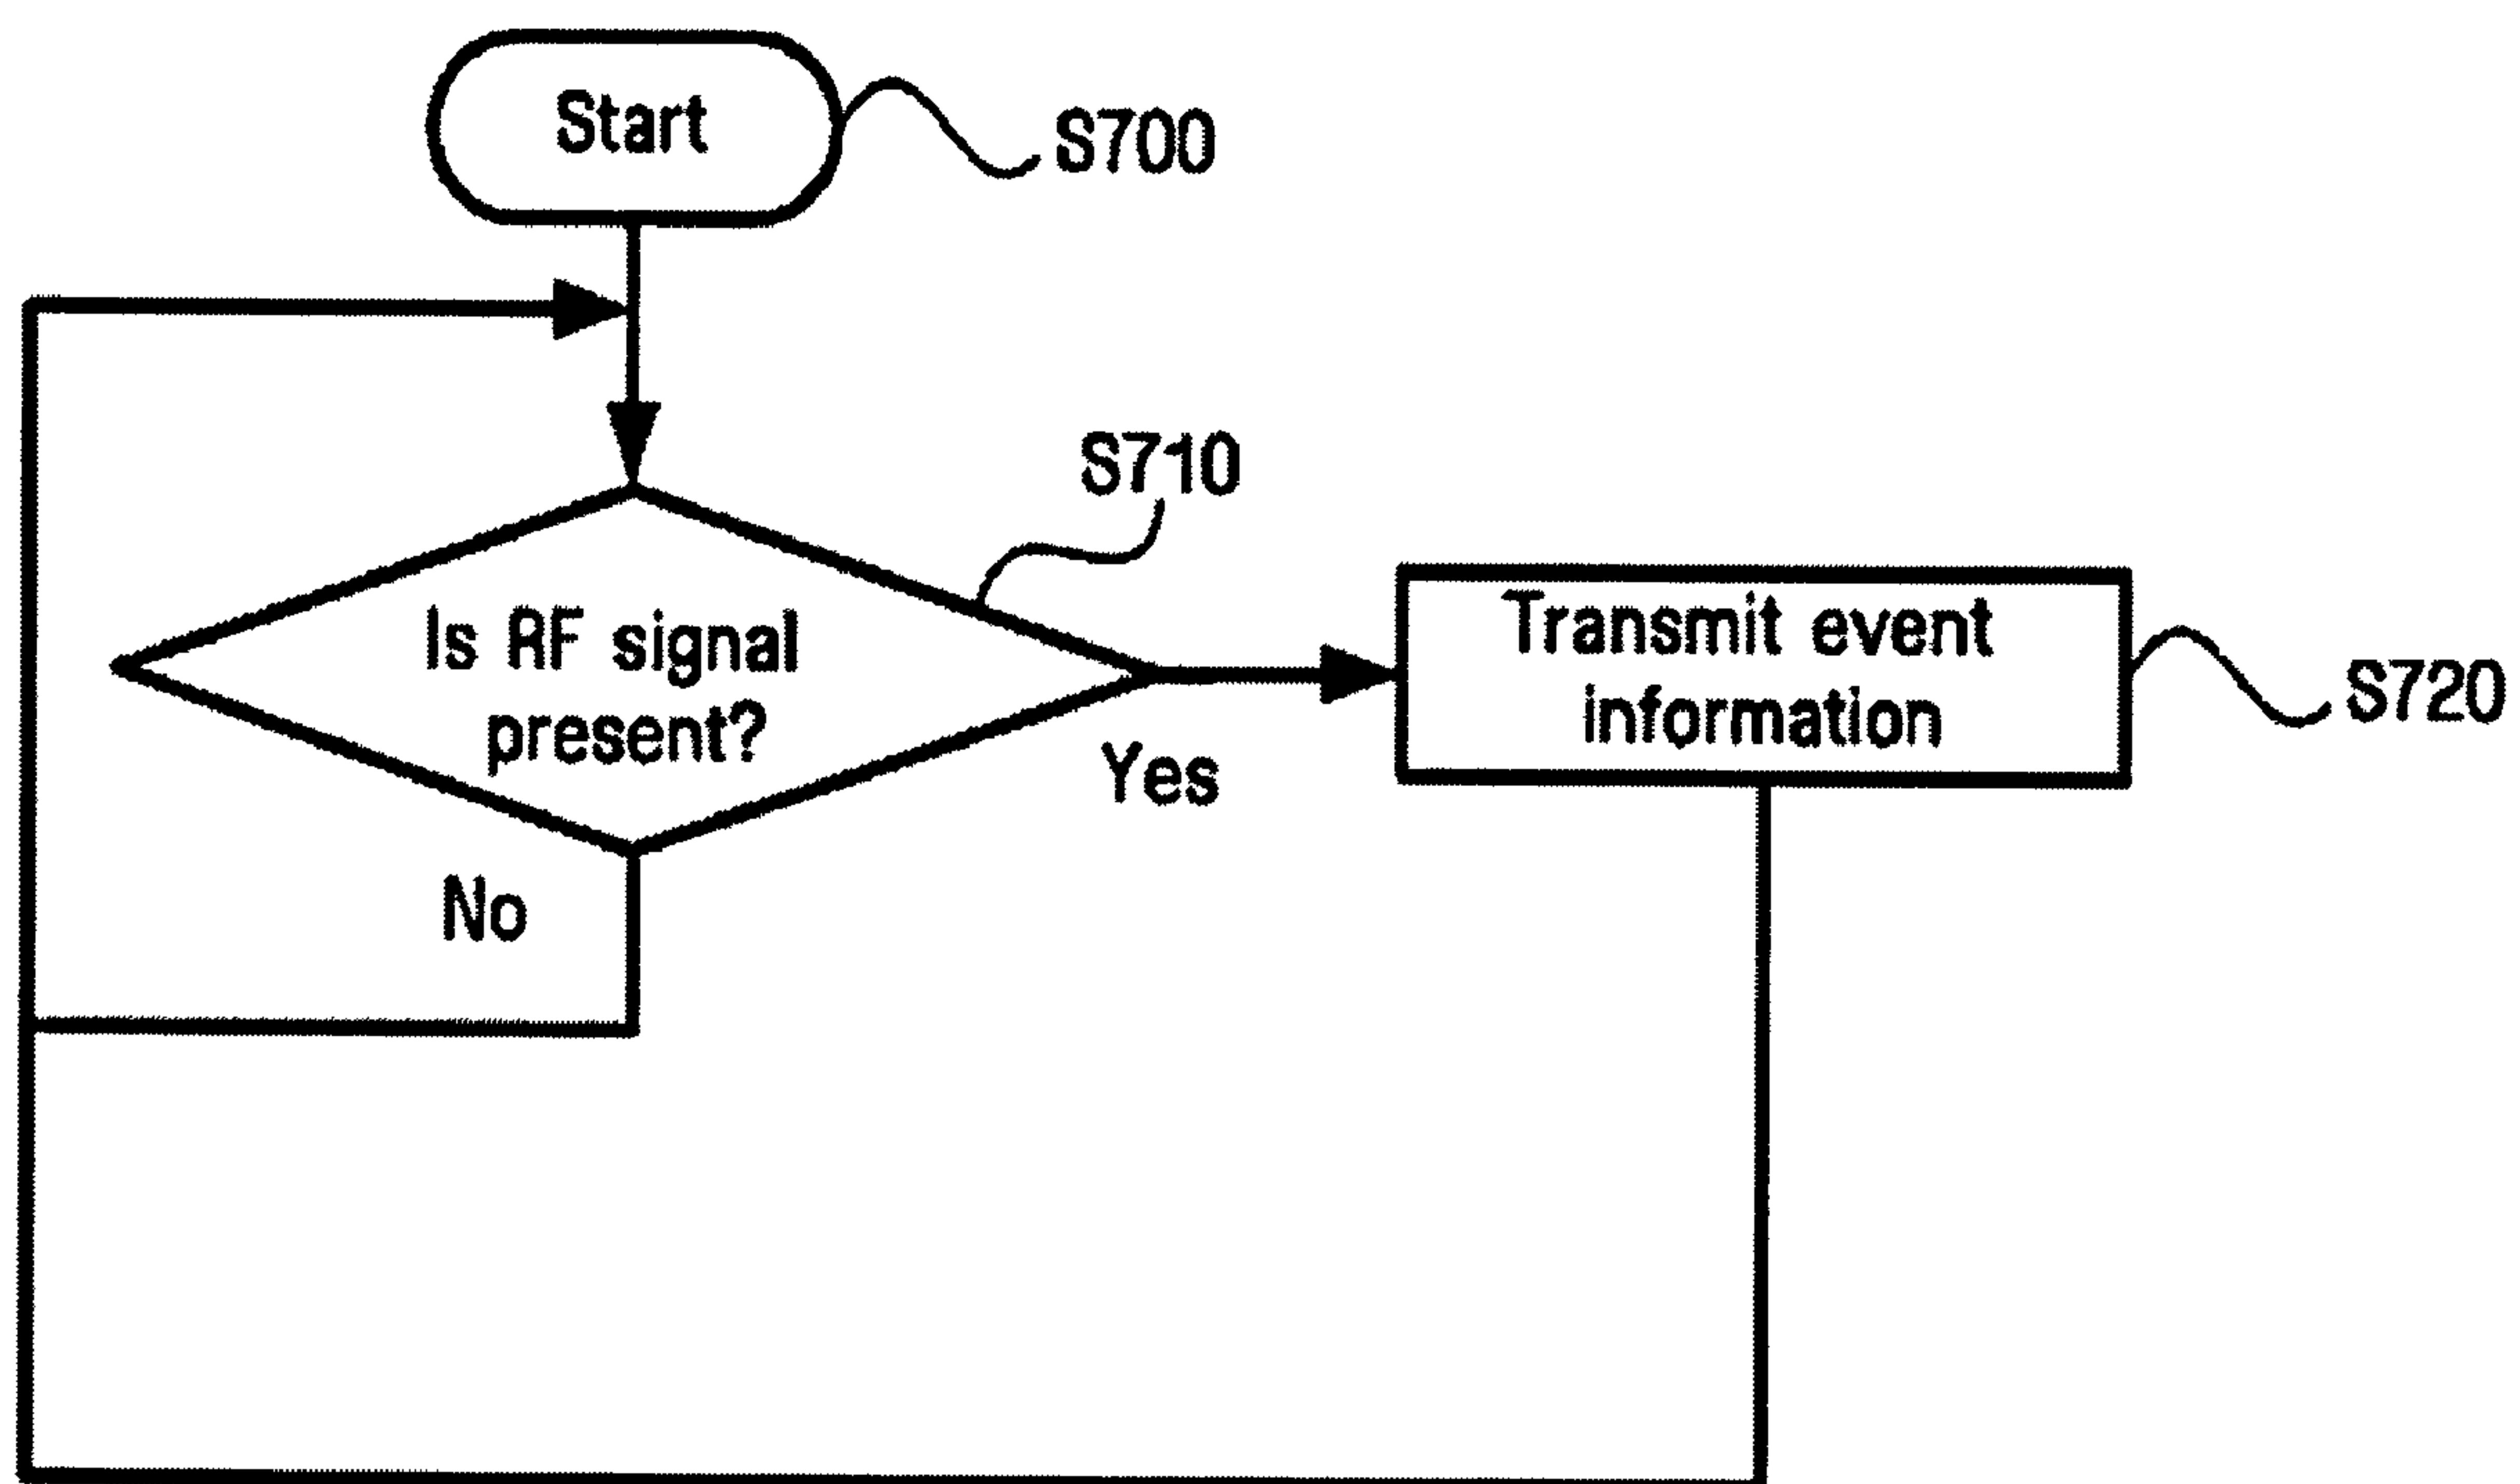 Start
S700
S710
Is RF signal
present?
Transmit event
information
S720
Yes
No